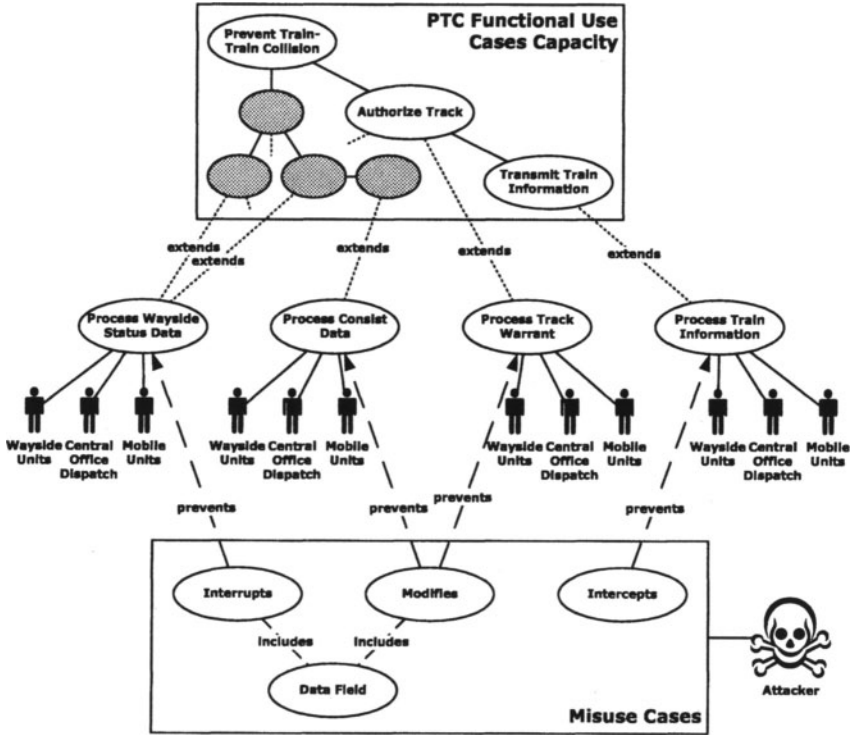 PTC Functional Use
Cases Capacity
Prevent Train-
Train Collision
Authorize Track
Transmit Train
Information
extends
extends
extends
extends
extends
Process Wayside
Status Data
Process Consist
Data
Process Track
Warrant
Process Train
Information
Wayside
Units
Central
Office
Dispatch
Mobile
Units
Wayside
Units
Central
Office
Dispatch
Mobile
Units
Wayside
Units
Central
Office
Dispatch
Mobile
Units
Wayside
Units
Central
Office
Dispatch
Mobile
Units
prevents
prevents
prevents
prevents
Interrupts
Modifies
Intercepts
includes
includes
Data Field
Misuse Cases
Attacker